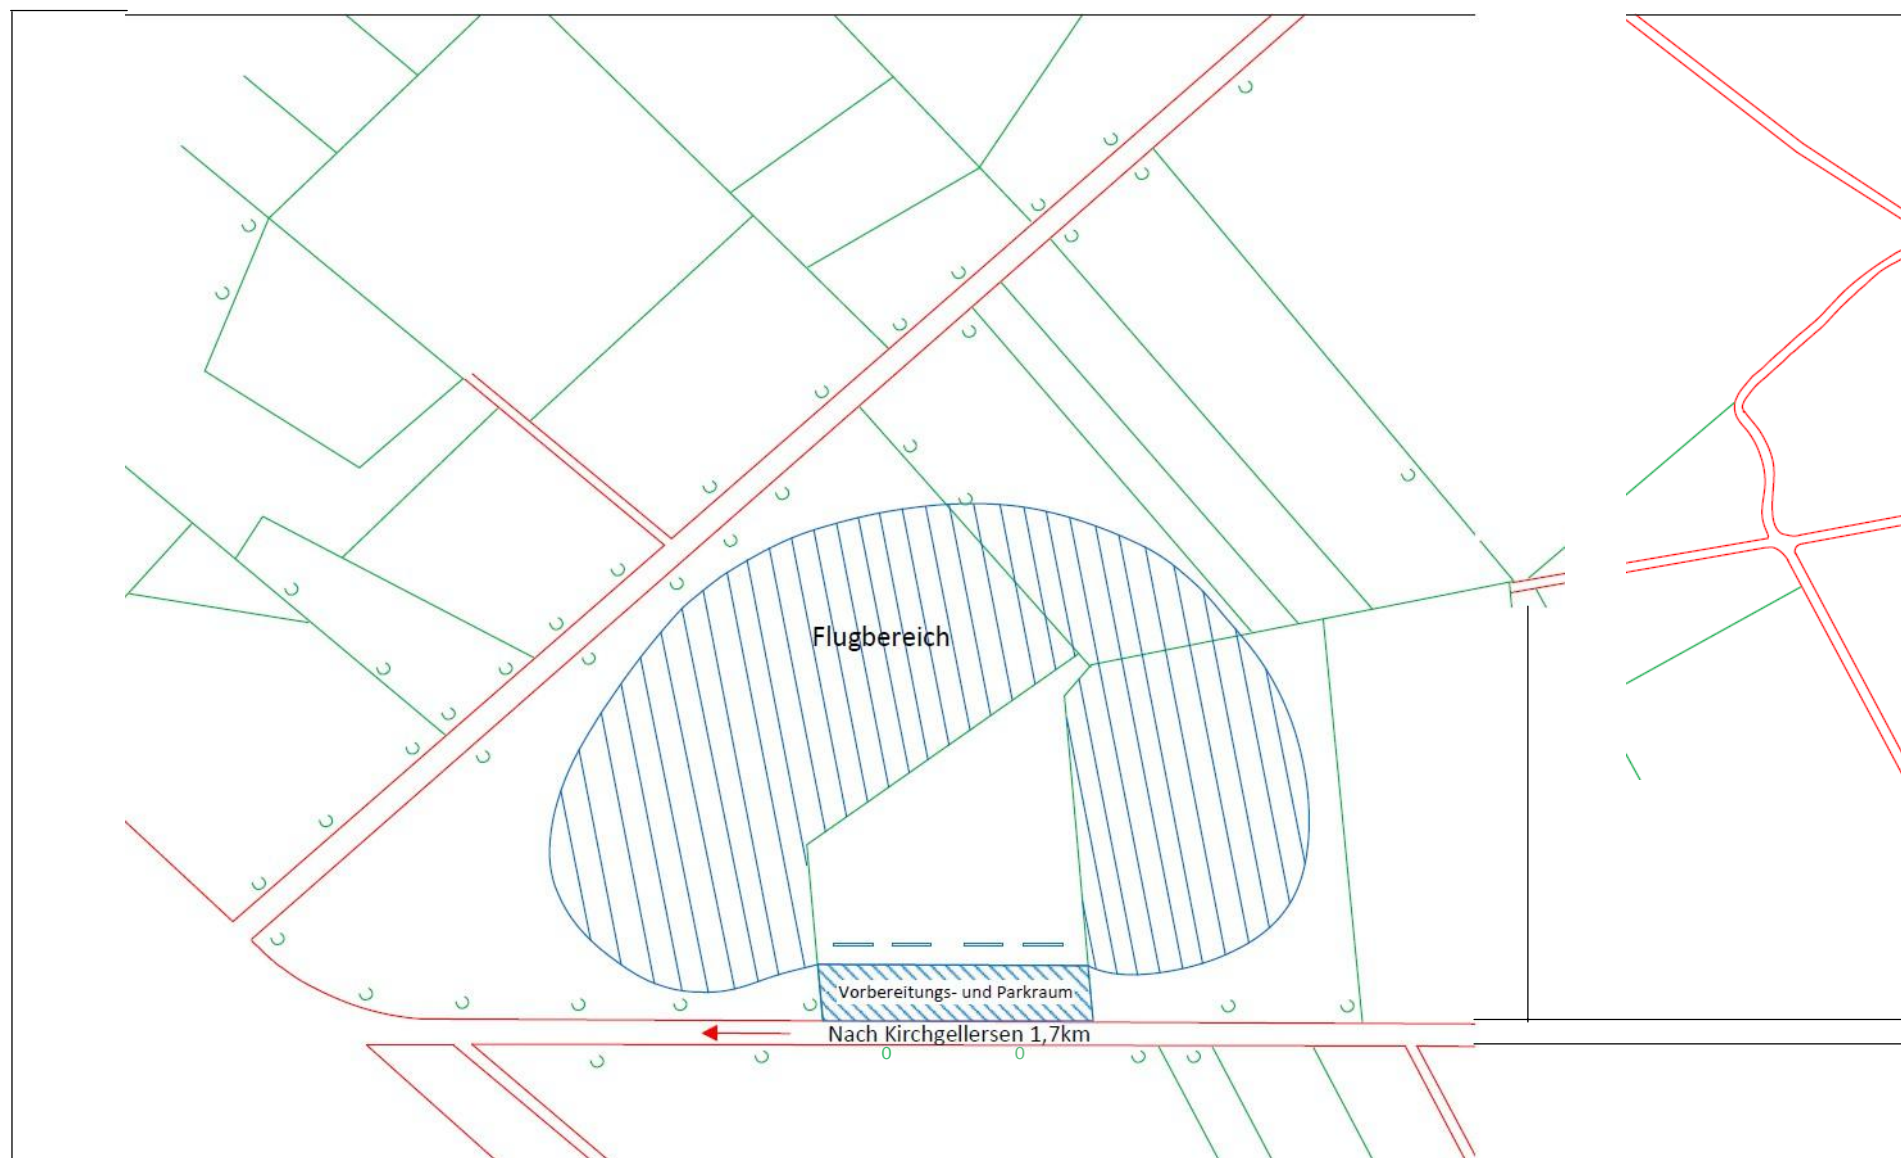 Flugbereich
Vorbereitungs- und Parkraum
Nach Kirchgellersen 1,7km